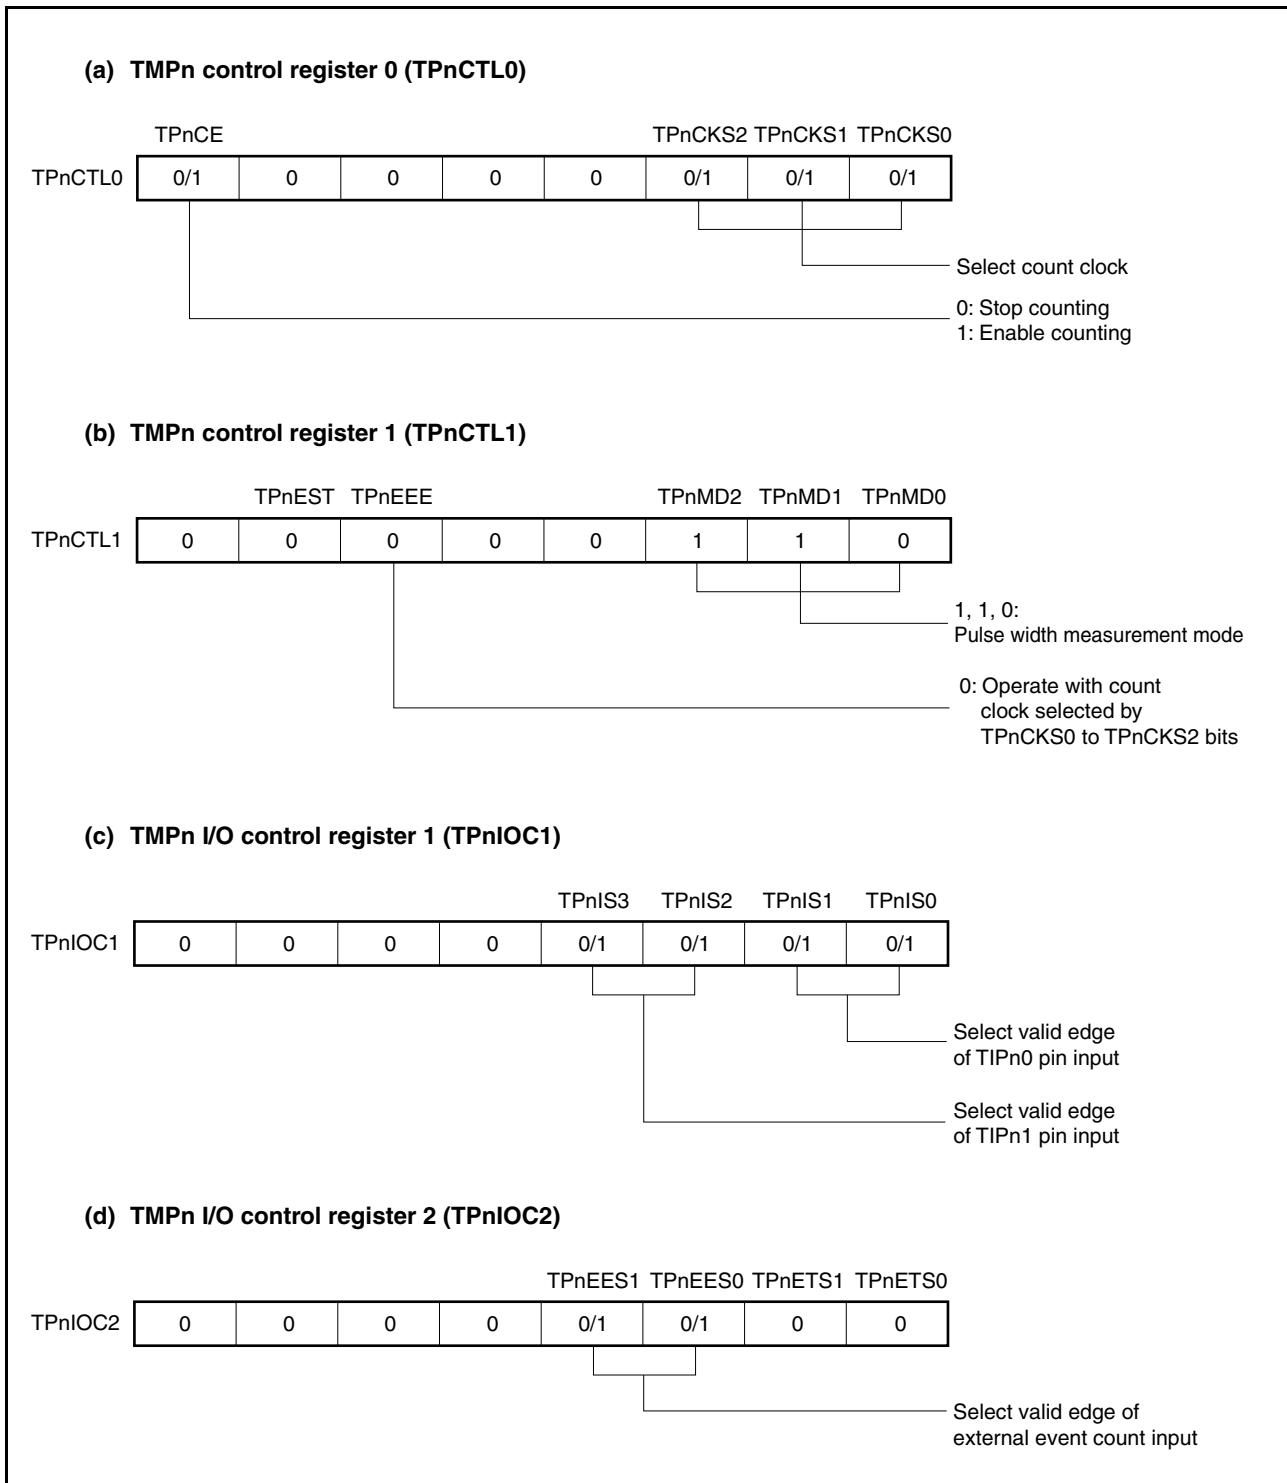 (a) TMPn control register 0 (TPnCTL0)
TPnCE TPnCKS2 TPnCKS1 TPnCKS0
TPnCTL0 0/1 0 0 0 0 0/1 0/1 0/1
Select count clock
0: Stop counting
1: Enable counting
(b) TMPn control register 1 (TPnCTL1)
TPnEST TPnEEE TPnMD2 TPnMD1 TPnMD0
TPnCTL1 0 0 0 0 0 1 1 0
1, 1, 0:
Pulse width measurement mode
0: Operate with count
clock selected by
TPnCKS0 to TPnCKS2 bits
(c) TMPn I/O control register 1 (TPnIOC1)
TPnIS3 TPnIS2 TPnIS1 TPnIS0
TPnIOC1 0 0 0 0 0/1 0/1 0/1 0/1
Select valid edge
of TIPn0 pin input
Select valid edge
of TIPn1 pin input
(d) TMPn I/O control register 2 (TPnIOC2)
TPnEES1 TPnEES0 TPnETS1 TPnETS0
TPnIOC2 0 0 0 0 0/1 0/1 0 0
Select valid edge of
external event count input